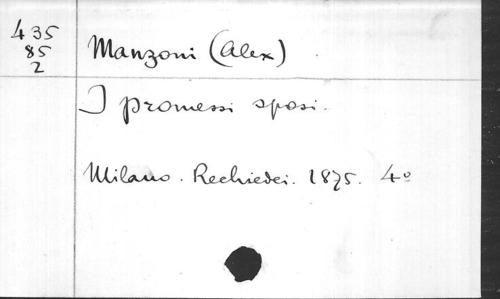 435
85
2
Manzoni (Alex)
I promessi sposi.
Milano. Rechiedei. 1875. 4º